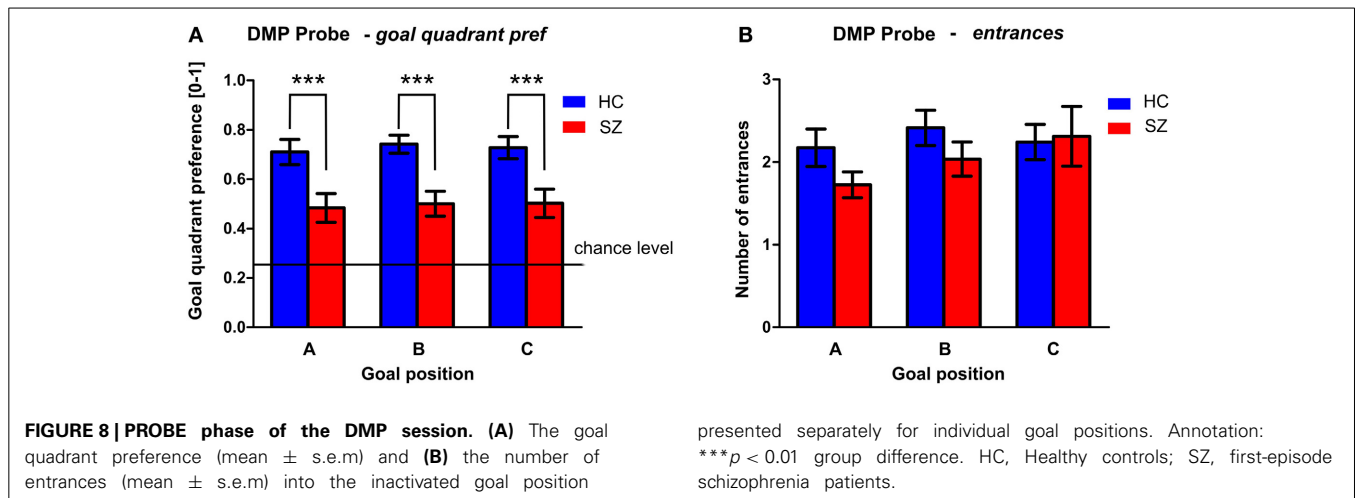 A DMP Probe - goal quadrant pref
Goal quadrant preference [0-1]
1.0
0.8
0.6
0.4
0.2
0.0
*** *** ***
HC
SZ
chance level
A B C
Goal position
B DMP Probe - entrances
Number of entrances
3
2
1
0
HC
SZ
A B C
Goal position
FIGURE 8 | PROBE phase of the DMP session. (A) The goal
quadrant preference (mean ± s.e.m) and (B) the number of
entrances (mean ± s.e.m) into the inactivated goal position
presented separately for individual goal positions. Annotation:
***p < 0.01 group difference. HC, Healthy controls; SZ, first-episode
schizophrenia patients.